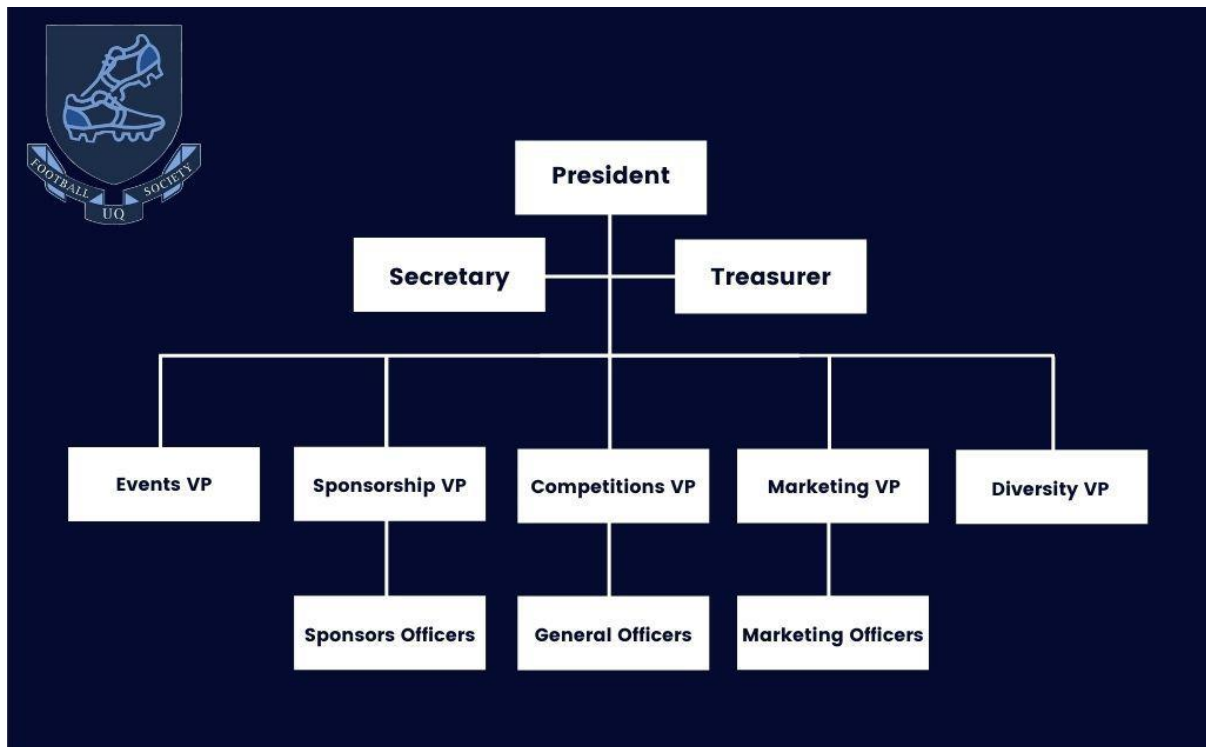 FOOTBALL UQ SOCIETY
President
Secretary
Treasurer
Events VP
Sponsorship VP
Competitions VP
Marketing VP
Diversity VP
Sponsors Officers
General Officers
Marketing Officers